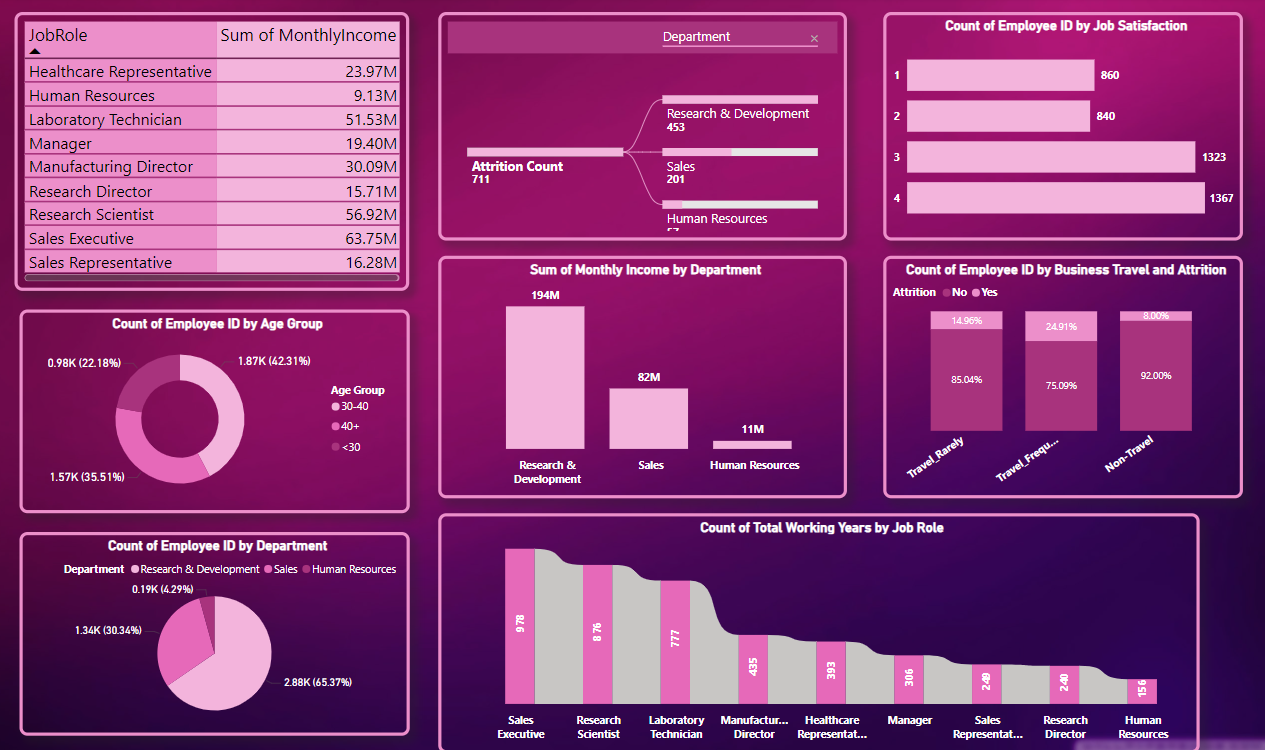 JobRole Sum of MonthlyIncome
Healthcare Representative 23.97M
Human Resources 9.13M
Laboratory Technician 51.53M
Manager 19.40M
Manufacturing Director 30.09M
Research Director 15.71M
Research Scientist 56.92M
Sales Executive 63.75M
Sales Representative 16.28M
Department ×
Attrition Count
711
Research & Development
453
Sales
201
Human Resources
Count of Employee ID by Job Satisfaction
1 860
2 840
3 1323
4 1367
Count of Employee ID by Age Group
0.98K (22.18%)
1.87K (42.31%)
1.57K (35.51%)
Age Group
30-40
40+
<30
Sum of Monthly Income by Department
194M
82M
11M
Research &
Development
Sales
Human Resources
Count of Employee ID by Business Travel and Attrition
Attrition No Yes
14.96% 24.91% 8.00%
85.04% 75.09% 92.00%
Travel_Rarely Travel_Frequ... Non-Travel
Count of Employee ID by Department
Department Research & Development Sales Human Resources
0.19K (4.29%)
1.34K (30.34%)
2.88K (65.37%)
Count of Total Working Years by Job Role
978 876 777 435 393 306 249 240 156
Sales
Executive
Research
Scientist
Laboratory
Technician
Manufactur...
Director
Healthcare
Representat...
Manager
Sales
Representat...
Research
Director
Human
Resources